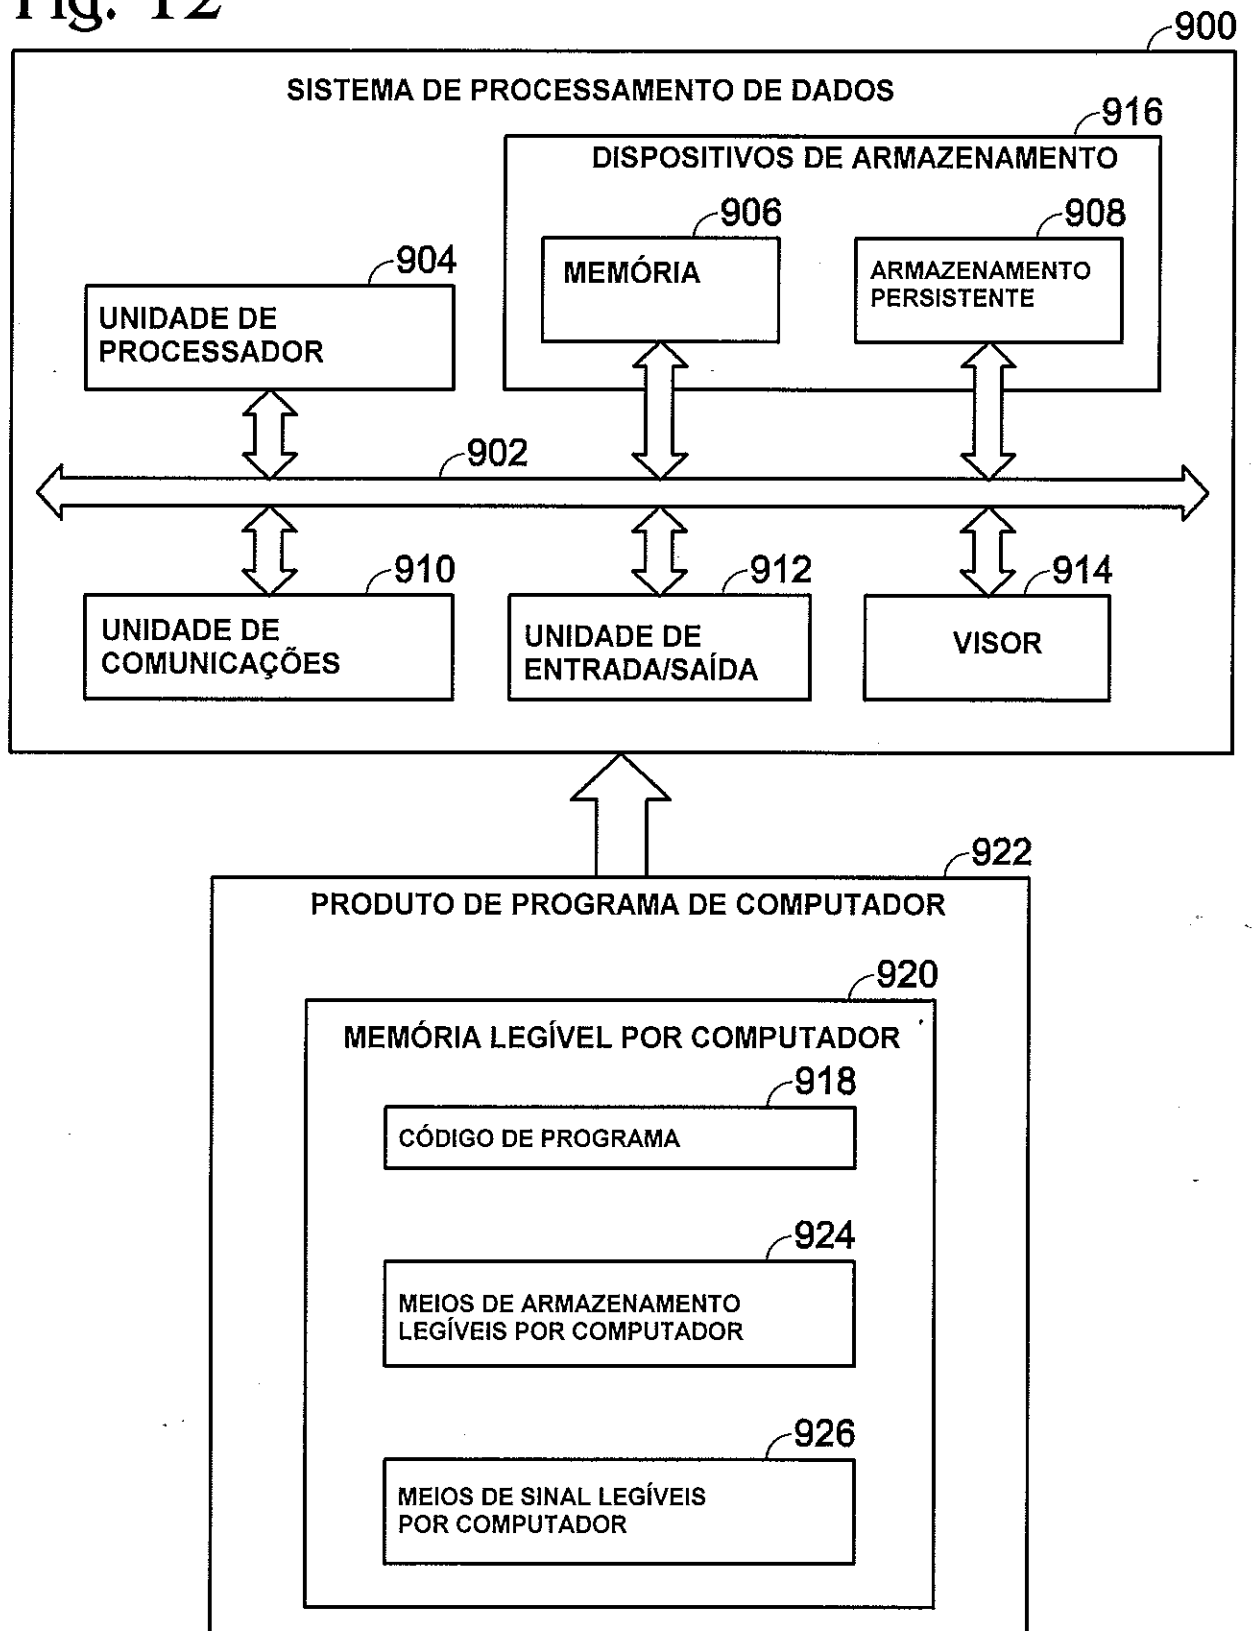 Fig. 12
900
SISTEMA DE PROCESSAMENTO DE DADOS
916
DISPOSITIVOS DE ARMAZENAMENTO
906
MEMÓRIA
908
ARMAZENAMENTO
PERSISTENTE
904
UNIDADE DE
PROCESSADOR
902
910
UNIDADE DE
COMUNICAÇÕES
912
UNIDADE DE
ENTRADA/SAÍDA
914
VISOR
922
PRODUTO DE PROGRAMA DE COMPUTADOR
920
MEMÓRIA LEGÍVEL POR COMPUTADOR
918
CÓDIGO DE PROGRAMA
924
MEIOS DE ARMAZENAMENTO
LEGÍVEIS POR COMPUTADOR
926
MEIOS DE SINAL LEGÍVEIS
POR COMPUTADOR